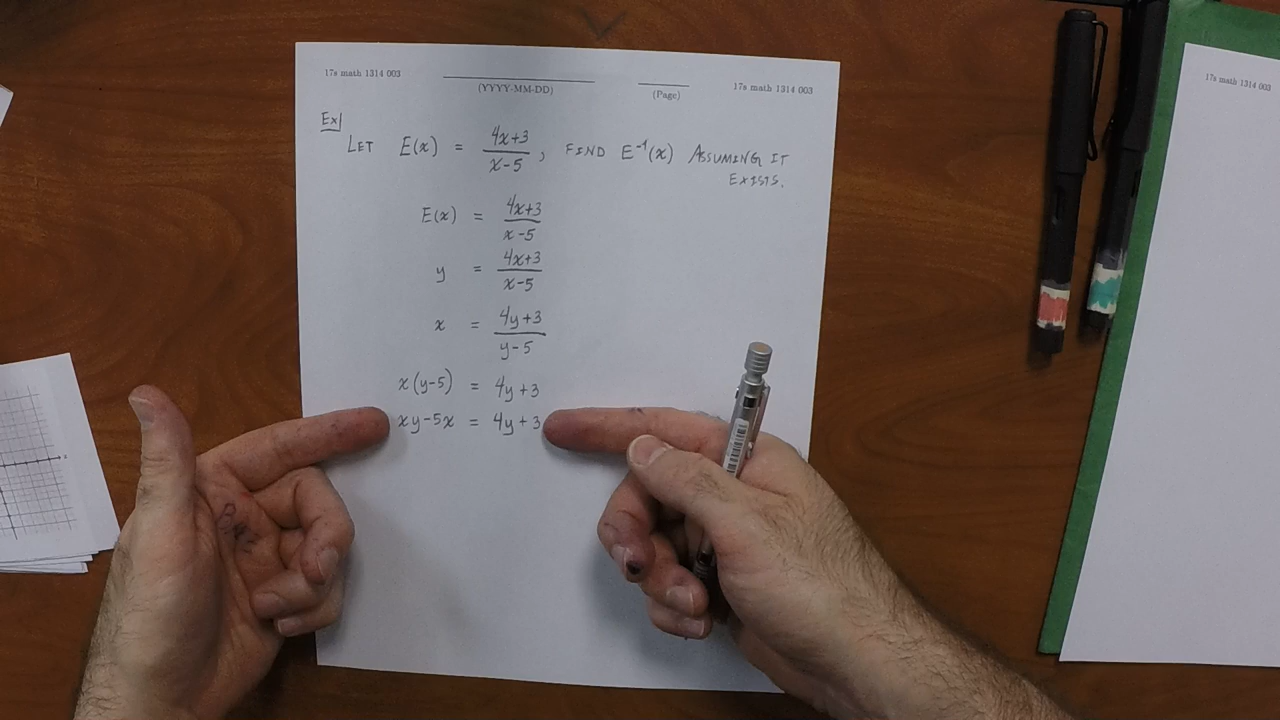 17s math 1314 003
(YYYY-MM-DD)
(Page)
17s math 1314 003
Ex|
LET E(x) = 4x+3 / x-5, FIND E⁻¹(x) ASSUMING IT
EXISTS.
E(x) = 4x+3 / x-5
y = 4x+3 / x-5
x = 4y+3 / y-5
x(y-5) = 4y+3
xy-5x = 4y+3
17s math 1314 003